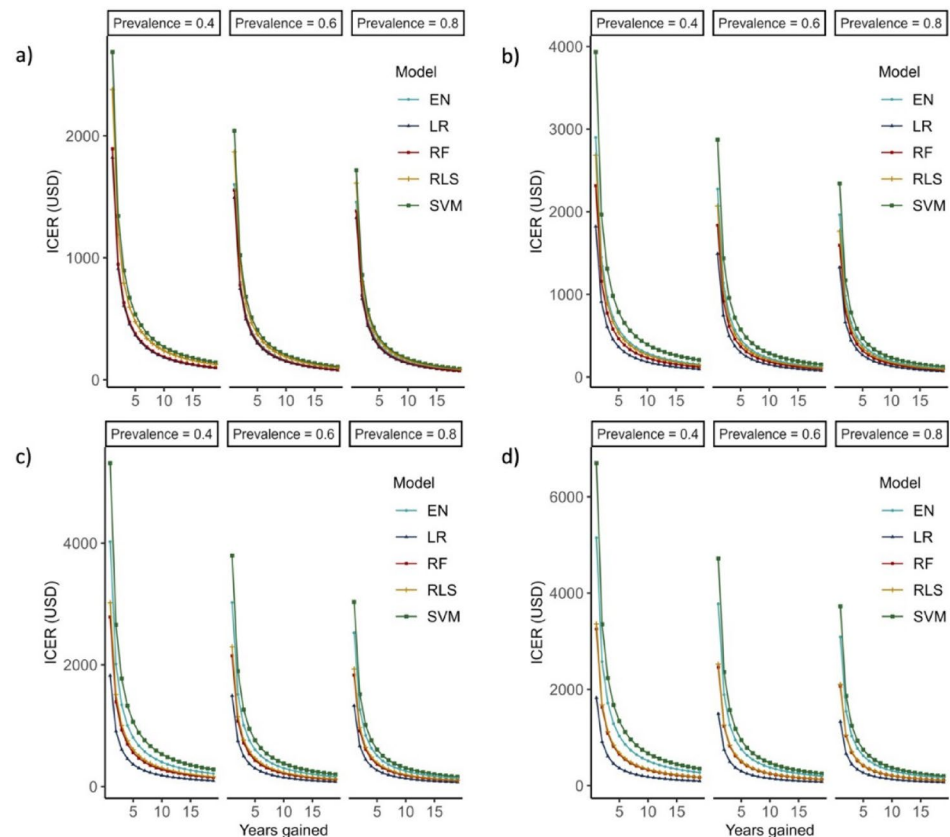 a)
Prevalence = 0.4 Prevalence = 0.6 Prevalence = 0.8
Model
EN
LR
RF
RLS
SVM
ICER (USD)
2000
1000
0
5 10 15 5 10 15 5 10 15
b)
Prevalence = 0.4 Prevalence = 0.6 Prevalence = 0.8
Model
EN
LR
RF
RLS
SVM
ICER (USD)
4000
3000
2000
1000
0
5 10 15 5 10 15 5 10 15
c)
Prevalence = 0.4 Prevalence = 0.6 Prevalence = 0.8
Model
EN
LR
RF
RLS
SVM
ICER (USD)
4000
2000
0
5 10 15 5 10 15 5 10 15
Years gained
d)
Prevalence = 0.4 Prevalence = 0.6 Prevalence = 0.8
Model
EN
LR
RF
RLS
SVM
ICER (USD)
6000
4000
2000
0
5 10 15 5 10 15 5 10 15
Years gained